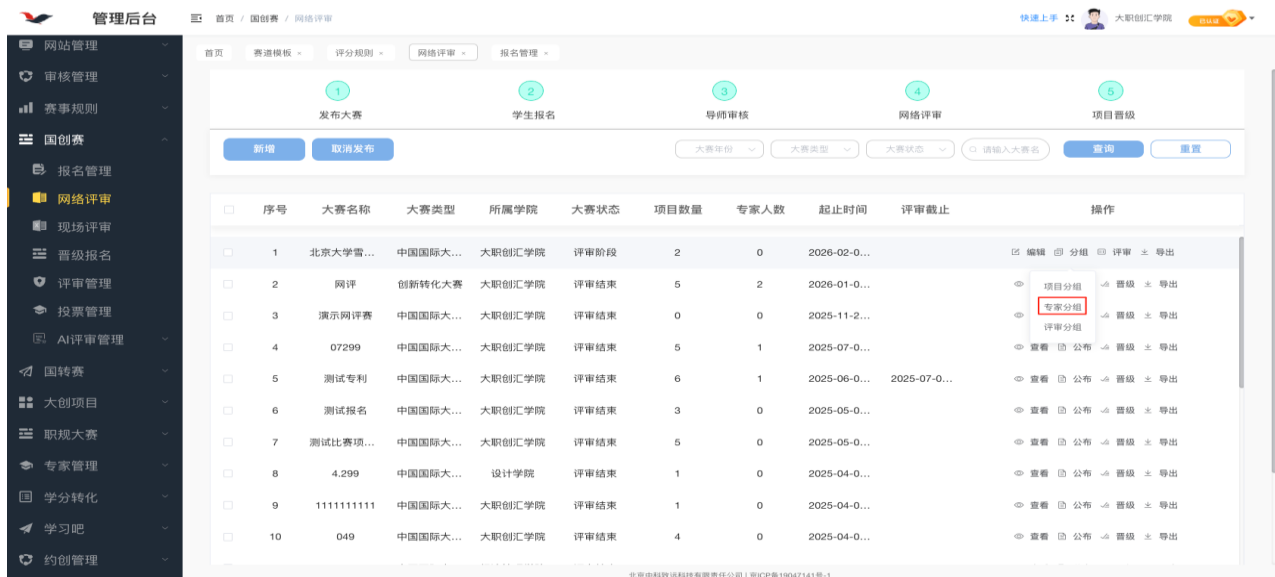 管理后台
首页 / 国创赛 / 网络评审
快速上手
大职创汇学院
首页 赛道模板 × 评分规则 × 网络评审 × 报名管理 ×
网站管理
审核管理
赛事规则
国创赛
报名管理
网络评审
现场评审
晋级报名
评审管理
投票管理
AI评审管理
国转赛
大创项目
职规大赛
专家管理
学分转化
学习吧
约创管理
1 2 3 4 5
发布大赛 学生报名 导师审核 网络评审 项目晋级
新增 取消发布 大赛年份 大赛类型 大赛状态 请输入大赛名 查询 重置
序号 大赛名称 大赛类型 所属学院 大赛状态 项目数量 专家人数 起止时间 评审截止 操作
1 北京大学雪... 中国国际大... 大职创汇学院 评审阶段 2 0 2026-02-0... 编辑 分组 评审 导出
2 网评 创新转化大赛 大职创汇学院 评审结束 5 2 2026-01-0... 晋级 导出
项目分组
专家分组
评审分组
3 演示网评赛 中国国际大... 大职创汇学院 评审结束 0 0 2025-11-2... 晋级 导出
4 07299 中国国际大... 大职创汇学院 评审结束 5 1 2025-07-0... 查看 公布 晋级 导出
5 测试专利 中国国际大... 大职创汇学院 评审结束 6 1 2025-06-0... 2025-07-0... 查看 公布 晋级 导出
6 测试报名 中国国际大... 大职创汇学院 评审结束 3 0 2025-05-0... 查看 公布 晋级 导出
7 测试比赛项... 中国国际大... 大职创汇学院 评审结束 5 0 2025-05-0... 查看 公布 晋级 导出
8 4.299 中国国际大... 设计学院 评审结束 1 0 2025-04-0... 查看 公布 晋级 导出
9 1111111111 中国国际大... 大职创汇学院 评审结束 1 0 2025-04-0... 查看 公布 晋级 导出
10 049 中国国际大... 大职创汇学院 评审结束 4 0 2025-04-0... 查看 公布 晋级 导出